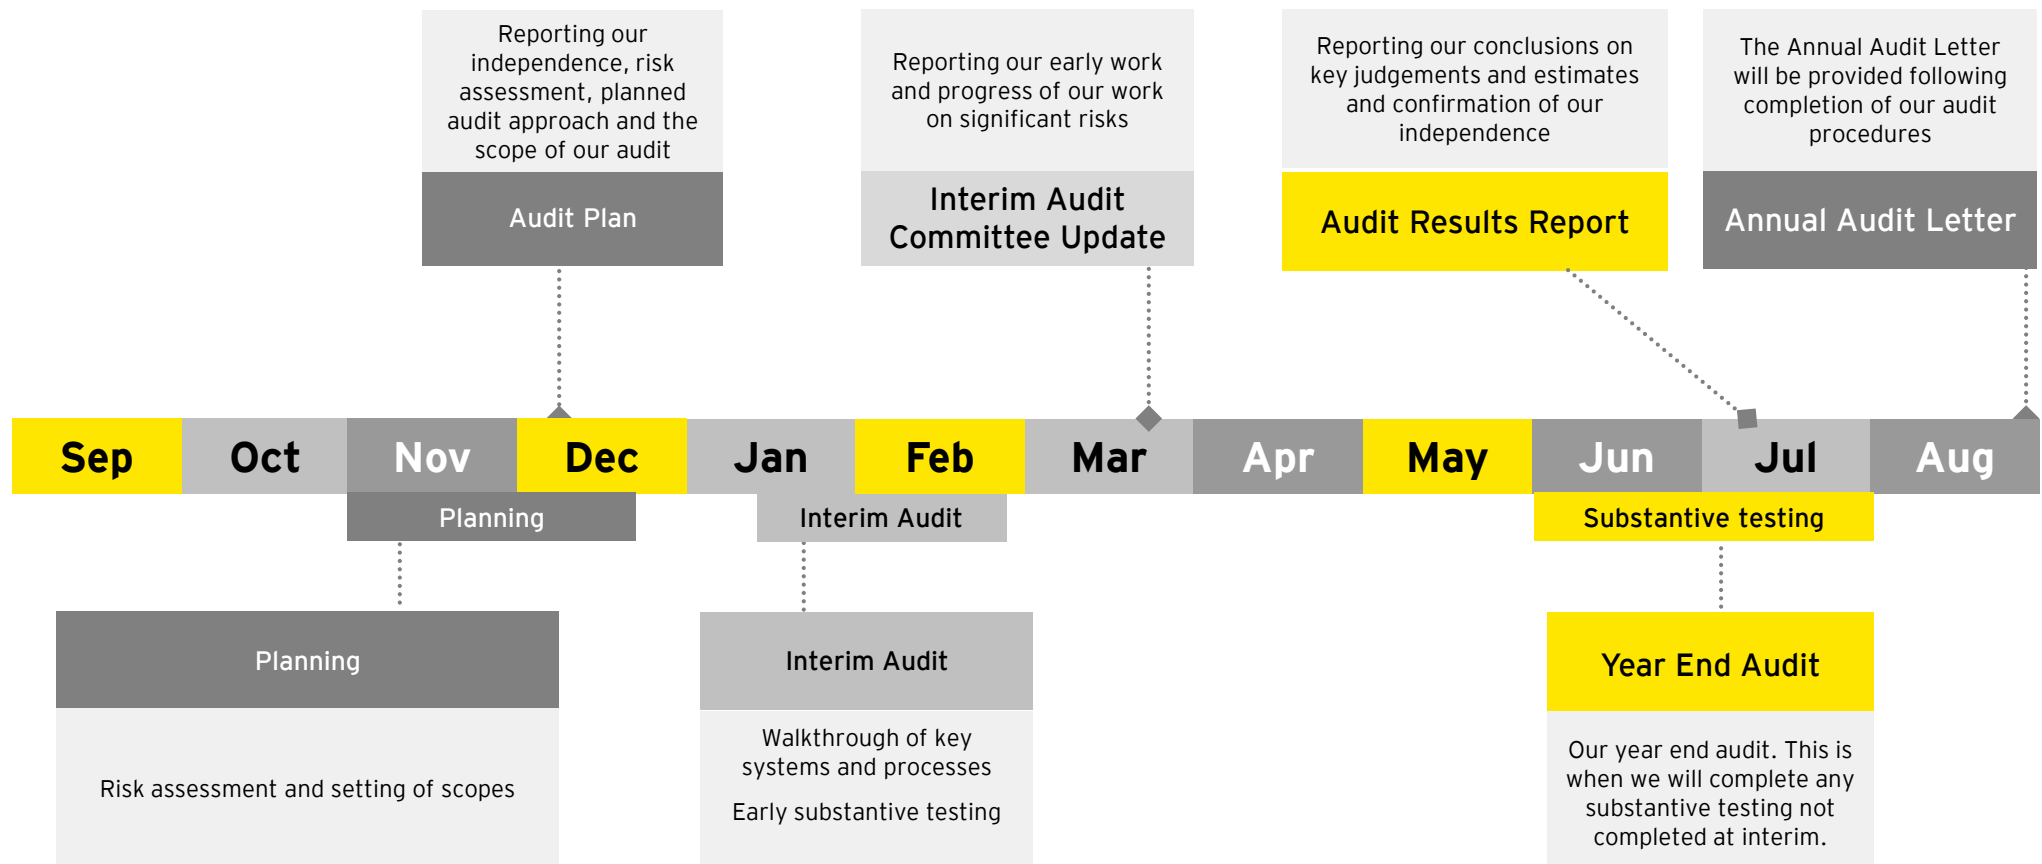 Reporting our
independence, risk
assessment, planned
audit approach and the
scope of our audit
Audit Plan
Reporting our early work
and progress of our work
on significant risks
Interim Audit
Committee Update
Reporting our conclusions on
key judgements and estimates
and confirmation of our
independence
Audit Results Report
The Annual Audit Letter
will be provided following
completion of our audit
procedures
Annual Audit Letter
Sep Oct Nov Dec Jan Feb Mar Apr May Jun Jul Aug
Planning
Interim Audit
Substantive testing
Planning
Risk assessment and setting of scopes
Interim Audit
Walkthrough of key
systems and processes
Early substantive testing
Year End Audit
Our year end audit. This is
when we will complete any
substantive testing not
completed at interim.